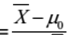 = X̄ − μ₀